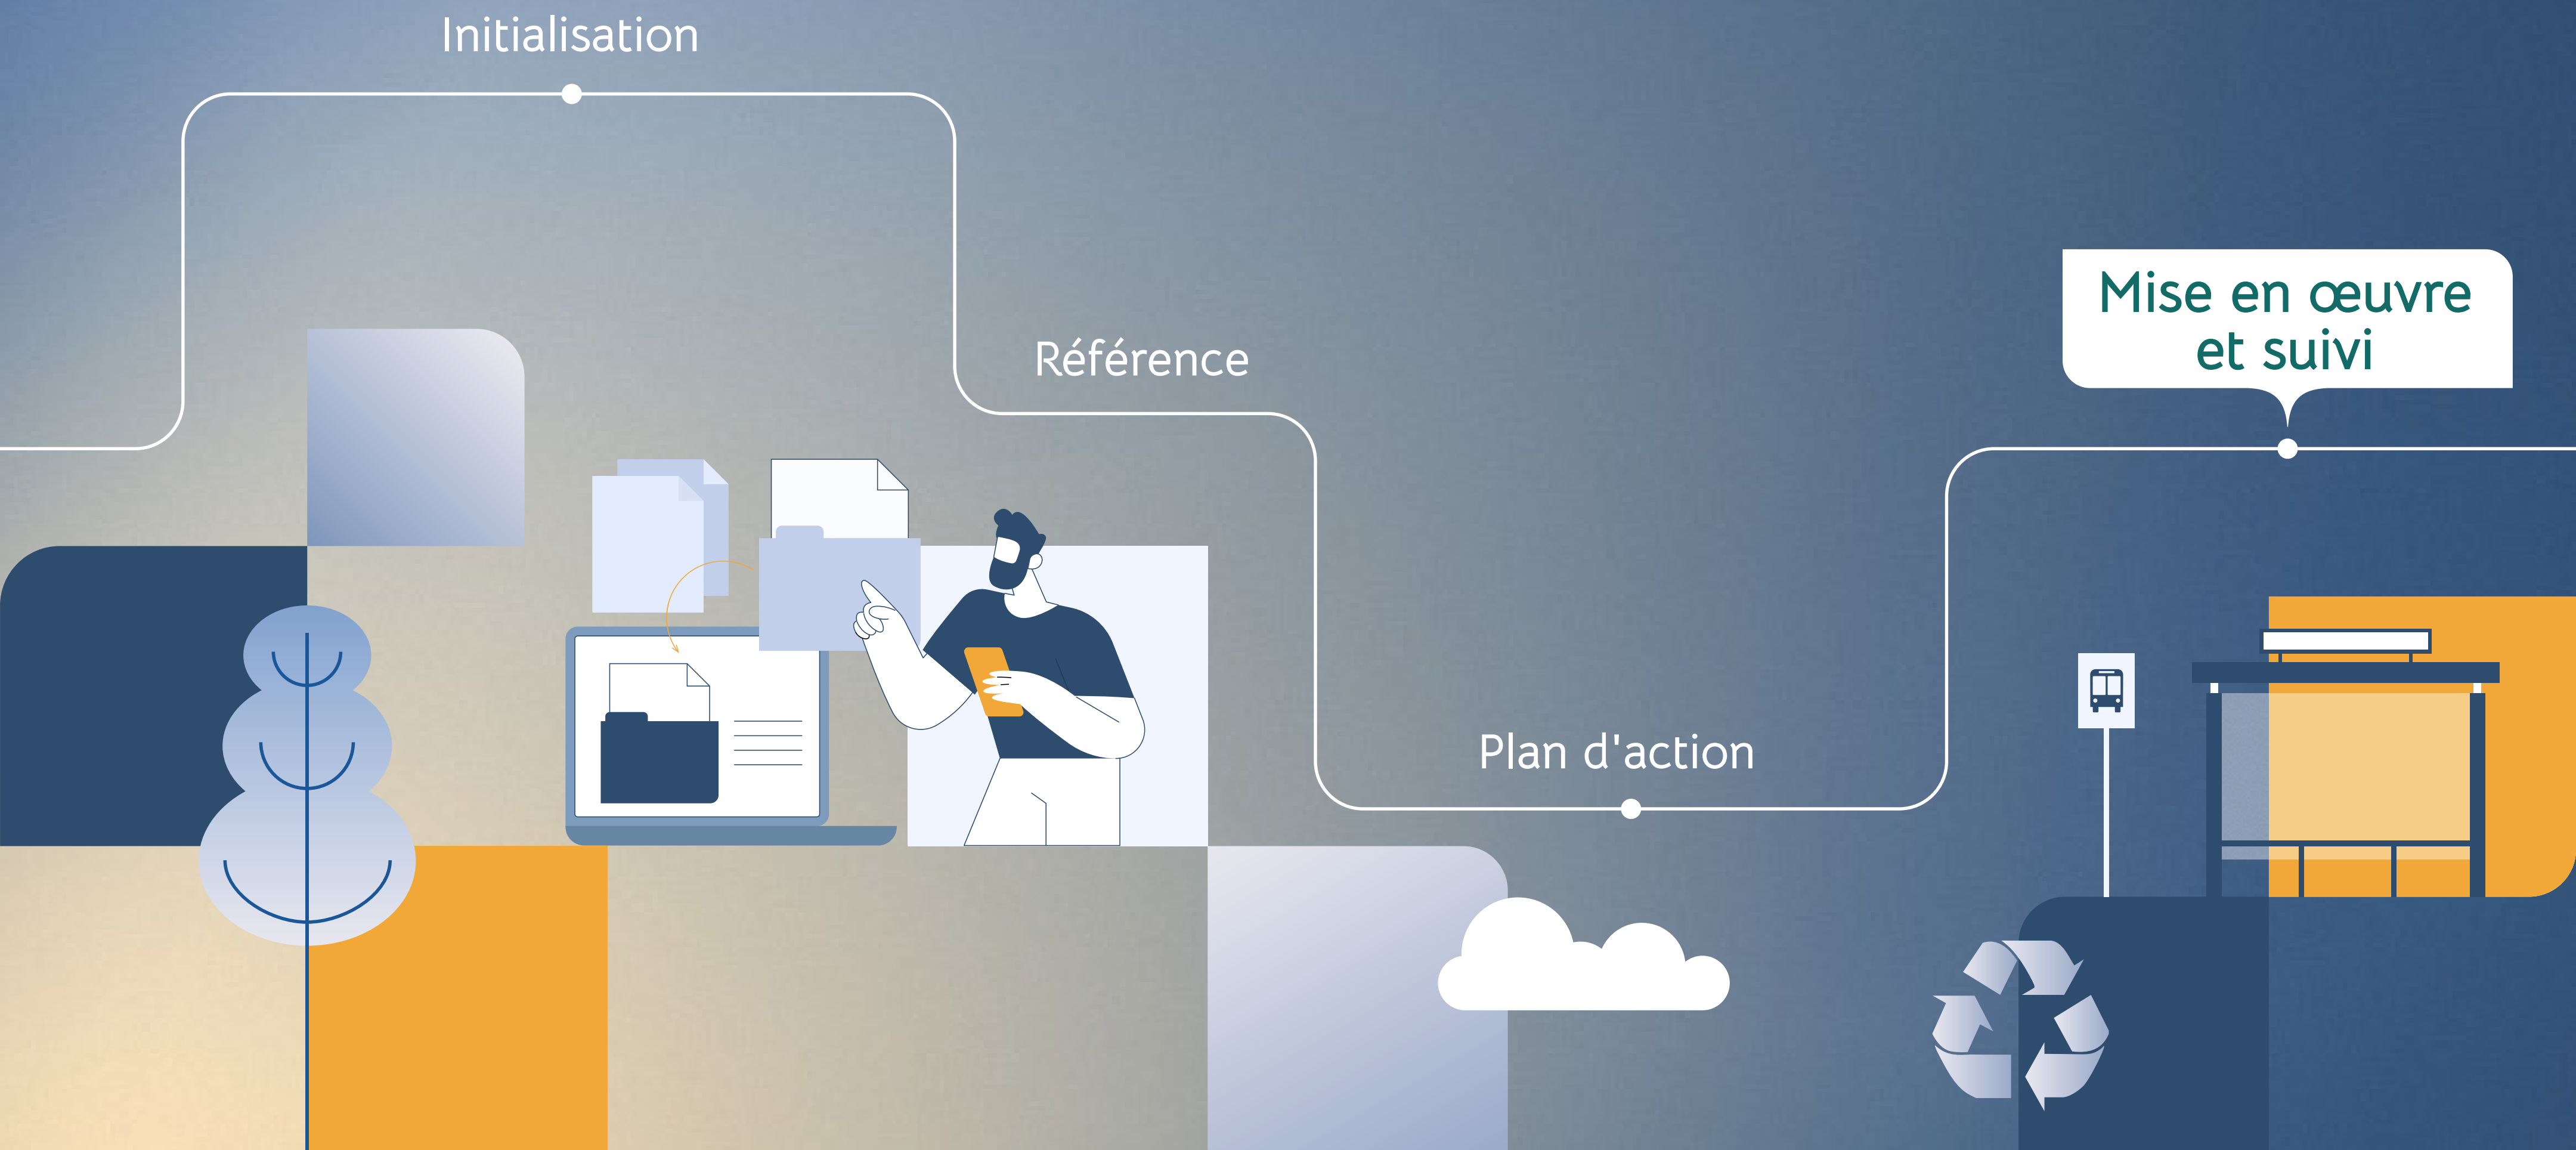 Initialisation
Référence
Mise en œuvre
et suivi
Plan d'action